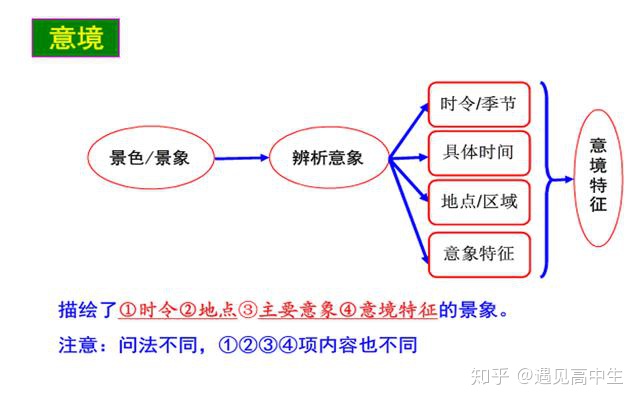 意境
景色/景象
辨析意象
时令/季节
具体时间
地点/区域
意象特征
意境特征
描绘了①时令②地点③主要意象④意境特征的景象。
注意：问法不同，①②③④项内容也不同
知乎 @遇见高中生